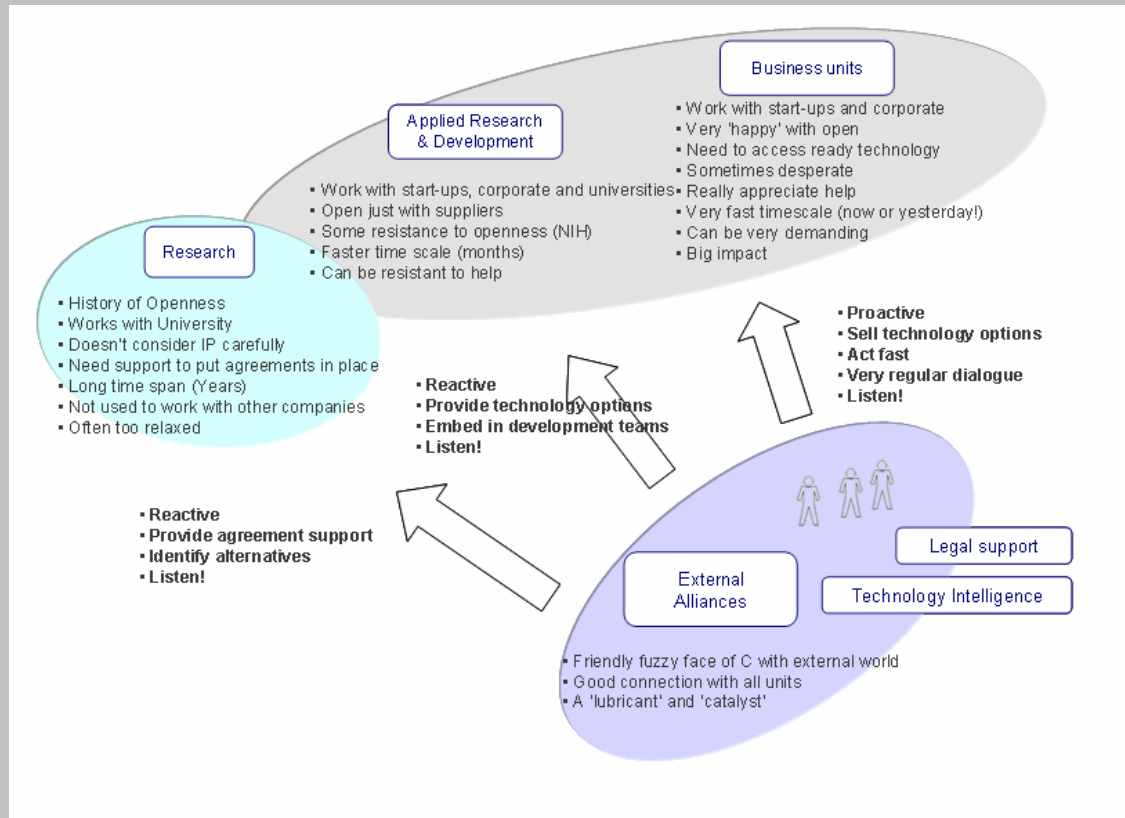 Business units
▪ Work with start-ups and corporate
▪ Very 'happy' with open
▪ Need to access ready technology
▪ Sometimes desperate
▪ Really appreciate help
▪ Very fast timescale (now or yesterday!)
▪ Can be very demanding
▪ Big impact
Applied Research
& Development
▪ Work with start-ups, corporate and universities
▪ Open just with suppliers
▪ Some resistance to openness (NIH)
▪ Faster time scale (months)
▪ Can be resistant to help
Research
▪ History of Openness
▪ Works with University
▪ Doesn't consider IP carefully
▪ Need support to put agreements in place
▪ Long time span (Years)
▪ Not used to work with other companies
▪ Often too relaxed
▪ Proactive
▪ Sell technology options
▪ Act fast
▪ Very regular dialogue
▪ Listen!
▪ Reactive
▪ Provide technology options
▪ Embed in development teams
▪ Listen!
▪ Reactive
▪ Provide agreement support
▪ Identify alternatives
▪ Listen!
Legal support
Technology Intelligence
External
Alliances
▪ Friendly fuzzy face of C with external world
▪ Good connection with all units
▪ A 'lubricant' and 'catalyst'